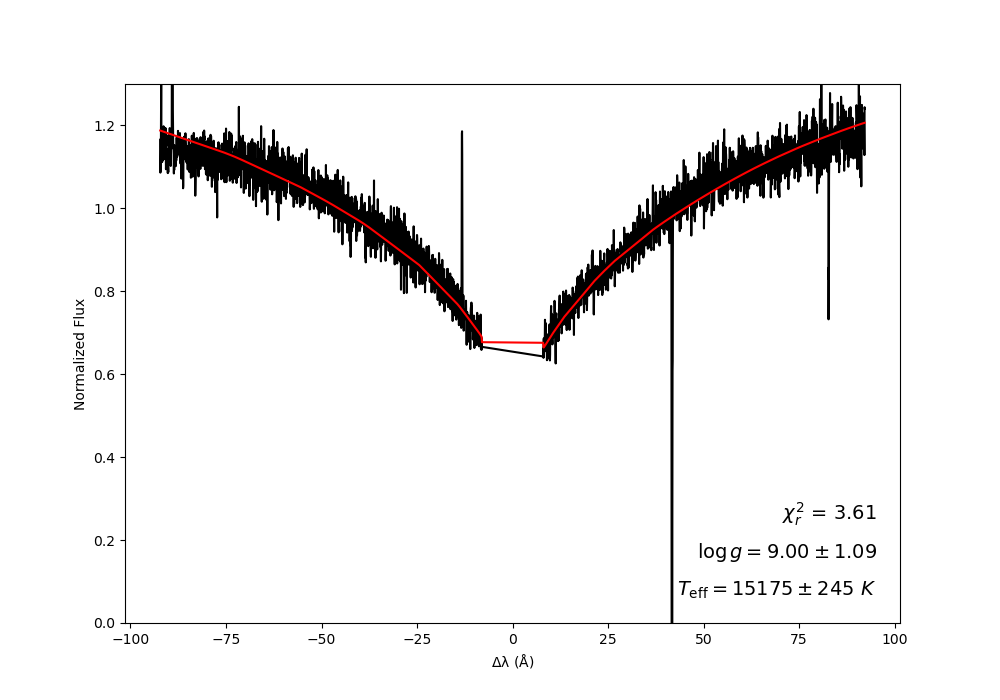 1.2
1.0
0.8
0.6
0.4
0.2
0.0
Normalized Flux
χ²ᵣ = 3.61
log g = 9.00 ± 1.09
T_eff = 15175 ± 245 K
−100 −75 −50 −25 0 25 50 75 100
Δλ (Å)